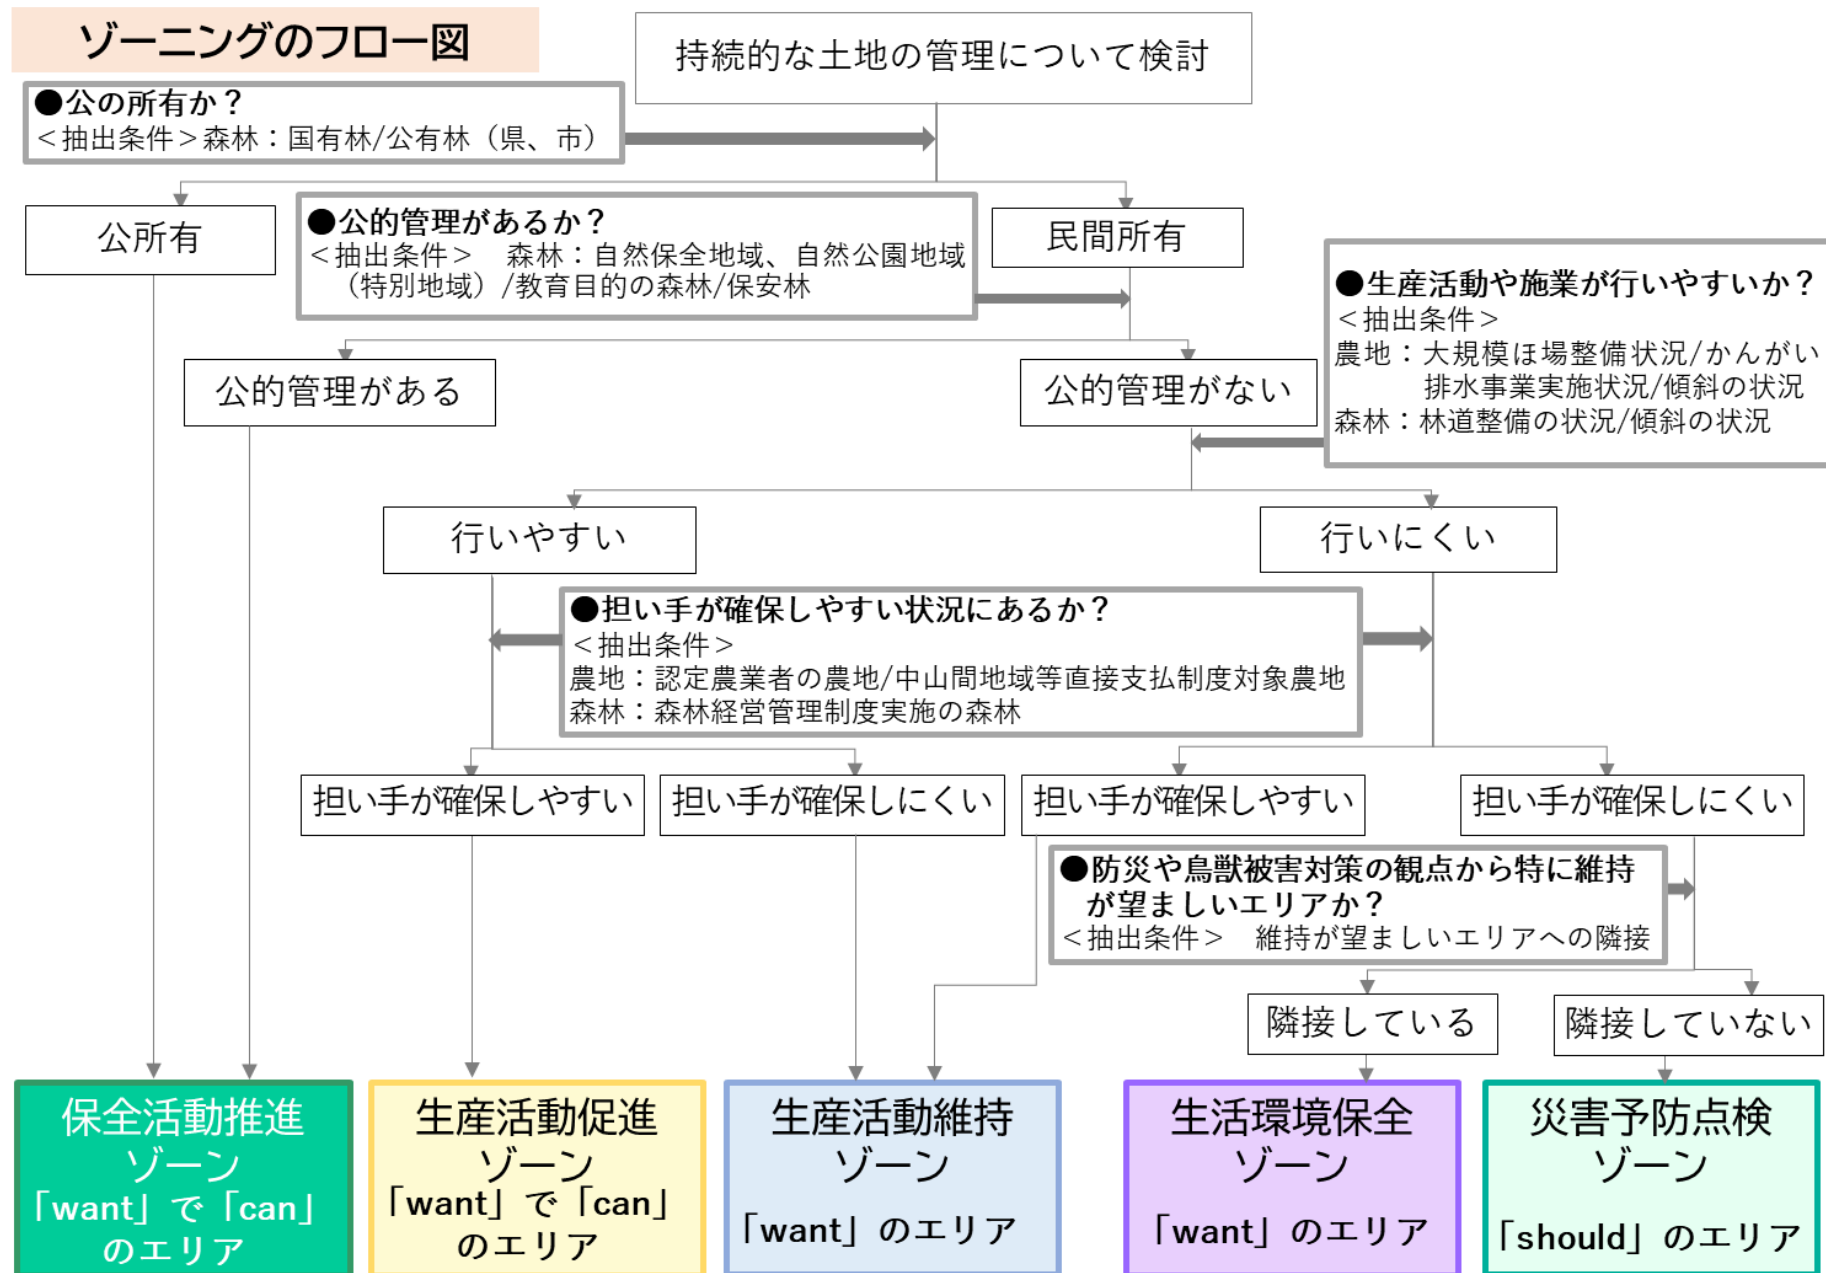 ゾーニングのフロー図
持続的な土地の管理について検討
●公の所有か？
＜抽出条件＞森林：国有林/公有林（県、市）
公所有
●公的管理があるか？
＜抽出条件＞　森林：自然保全地域、自然公園地域
（特別地域）/教育目的の森林/保安林
民間所有
●生産活動や施業が行いやすいか？
＜抽出条件＞
農地：大規模ほ場整備状況/かんがい
排水事業実施状況/傾斜の状況
森林：林道整備の状況/傾斜の状況
公的管理がある
公的管理がない
行いやすい
行いにくい
●担い手が確保しやすい状況にあるか？
＜抽出条件＞
農地：認定農業者の農地/中山間地域等直接支払制度対象農地
森林：森林経営管理制度実施の森林
担い手が確保しやすい
担い手が確保しにくい
担い手が確保しやすい
担い手が確保しにくい
●防災や鳥獣被害対策の観点から特に維持
が望ましいエリアか？
＜抽出条件＞　維持が望ましいエリアへの隣接
隣接している
隣接していない
保全活動推進
ゾーン
「want」で「can」
のエリア
生産活動促進
ゾーン
「want」で「can」
のエリア
生産活動維持
ゾーン
「want」のエリア
生活環境保全
ゾーン
「want」のエリア
災害予防点検
ゾーン
「should」のエリア